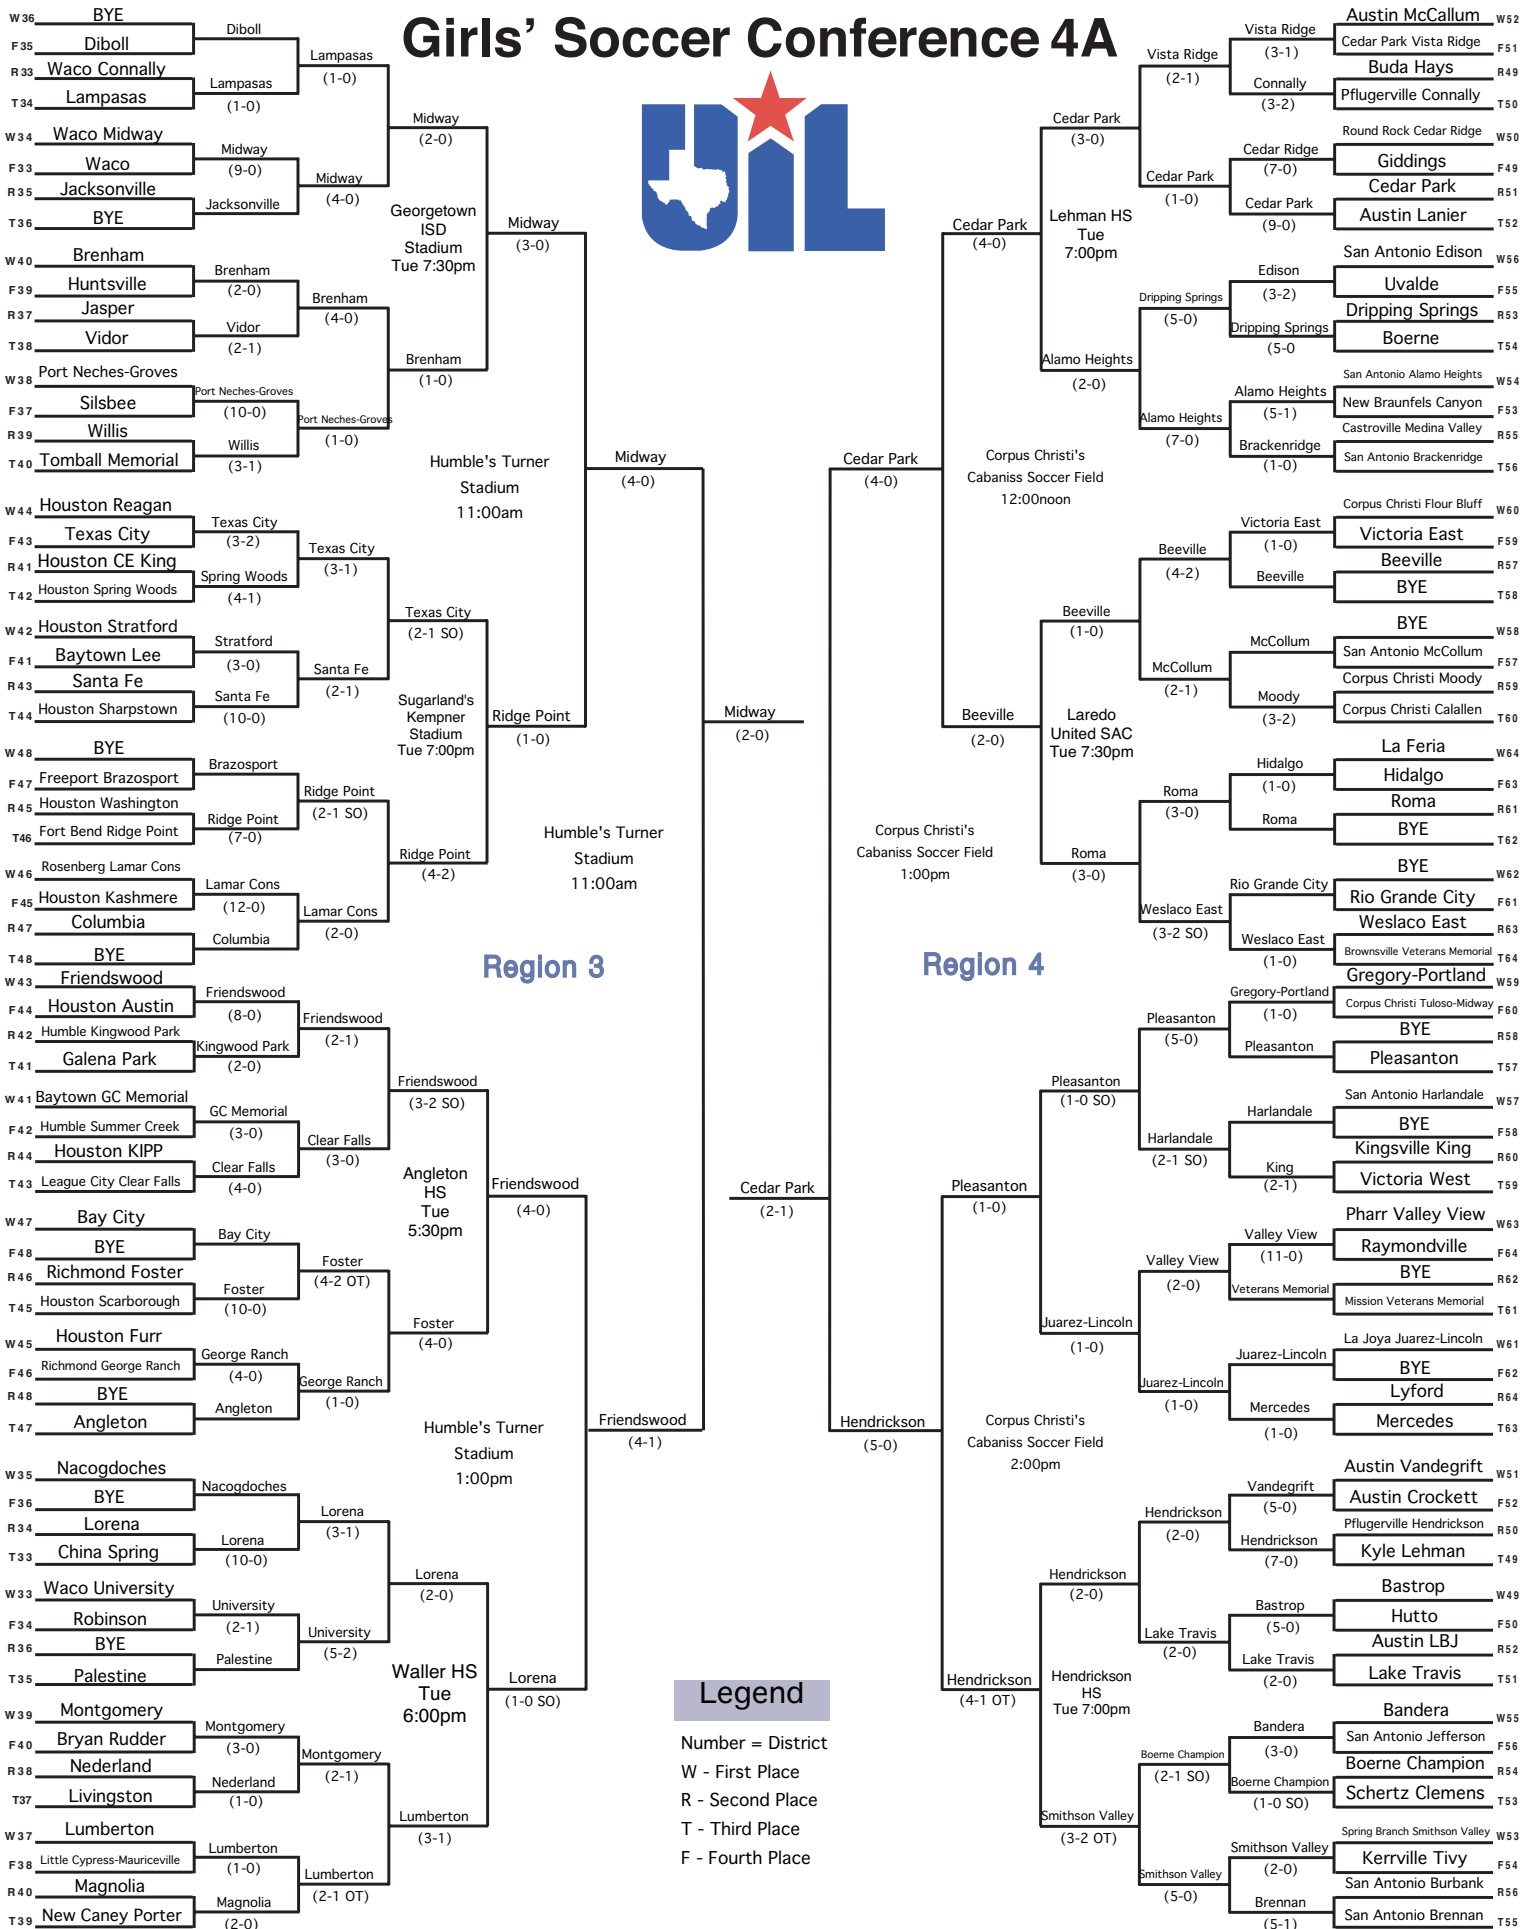 Girls' Soccer Conference 4A
UIL
W36 BYE
F35 Diboll
R33 Waco Connally
T34 Lampasas
W34 Waco Midway
F33 Waco
R35 Jacksonville
T36 BYE
W40 Brenham
F39 Huntsville
R37 Jasper
T38 Vidor
W38 Port Neches-Groves
F37 Silsbee
R39 Willis
T40 Tomball Memorial
W44 Houston Reagan
F43 Texas City
R41 Houston CE King
T42 Houston Spring Woods
W42 Houston Stratford
F41 Baytown Lee
R43 Santa Fe
T44 Houston Sharpstown
W48 BYE
F47 Freeport Brazosport
R45 Houston Washington
T46 Fort Bend Ridge Point
W46 Rosenberg Lamar Cons
F45 Houston Kashmere
R47 Columbia
T48 BYE
W43 Friendswood
F44 Houston Austin
R42 Humble Kingwood Park
T41 Galena Park
W41 Baytown GC Memorial
F42 Humble Summer Creek
R44 Houston KIPP
T43 League City Clear Falls
W47 Bay City
F48 BYE
R46 Richmond Foster
T45 Houston Scarborough
W45 Houston Furr
F46 Richmond George Ranch
R48 BYE
T47 Angleton
W35 Nacogdoches
F36 BYE
R34 Lorena
T33 China Spring
W33 Waco University
F34 Robinson
R36 BYE
T35 Palestine
W39 Montgomery
F40 Bryan Rudder
R38 Nederland
T37 Livingston
W37 Lumberton
F38 Little Cypress-Mauriceville
R40 Magnolia
T39 New Caney Porter
Diboll
Lampasas
(1-0)
Midway
(9-0)
Jacksonville
Brenham
(2-0)
Vidor
(2-1)
Port Neches-Groves
(10-0)
Willis
(3-1)
Texas City
(3-2)
Spring Woods
(4-1)
Stratford
(3-0)
Santa Fe
(10-0)
Brazosport
Ridge Point
(7-0)
Lamar Cons
(12-0)
Columbia
Friendswood
(8-0)
Kingwood Park
(2-0)
GC Memorial
(3-0)
Clear Falls
(4-0)
Bay City
Foster
(10-0)
George Ranch
(4-0)
Angleton
Nacogdoches
Lorena
(10-0)
University
(2-1)
Palestine
Montgomery
(3-0)
Nederland
(1-0)
Lumberton
(1-0)
Magnolia
(2-0)
Lampasas
(1-0)
Midway
(4-0)
Brenham
(4-0)
Port Neches-Groves
(1-0)
Texas City
(3-1)
Santa Fe
(2-1)
Ridge Point
(2-1 SO)
Lamar Cons
(2-0)
Friendswood
(2-1)
Clear Falls
(3-0)
Foster
(4-2 OT)
George Ranch
(1-0)
Lorena
(3-1)
University
(5-2)
Montgomery
(2-1)
Lumberton
(2-1 OT)
Midway
(2-0)
Georgetown
ISD
Stadium
Tue 7:30pm
Brenham
(1-0)
Texas City
(2-1 SO)
Sugarland's
Kempner
Stadium
Tue 7:00pm
Ridge Point
(4-2)
Friendswood
(3-2 SO)
Angleton
HS
Tue
5:30pm
Foster
(4-0)
Lorena
(2-0)
Waller HS
Tue
6:00pm
Lumberton
(3-1)
Midway
(3-0)
Humble's Turner
Stadium
11:00am
Ridge Point
(1-0)
Friendswood
(4-0)
Humble's Turner
Stadium
1:00pm
Lorena
(1-0 SO)
Midway
(4-0)
Humble's Turner
Stadium
11:00am
Friendswood
(4-1)
Midway
(2-0)
Region 3
Region 4
Cedar Park
(2-1)
Cedar Park
(4-0)
Corpus Christi's
Cabaniss Soccer Field
1:00pm
Hendrickson
(5-0)
Cedar Park
(4-0)
Corpus Christi's
Cabaniss Soccer Field
12:00noon
Beeville
(2-0)
Pleasanton
(1-0)
Corpus Christi's
Cabaniss Soccer Field
2:00pm
Hendrickson
(4-1 OT)
Cedar Park
(3-0)
Lehman HS
Tue
7:00pm
Alamo Heights
(2-0)
Beeville
(1-0)
Laredo
United SAC
Tue 7:30pm
Roma
(3-0)
Pleasanton
(1-0 SO)
Juarez-Lincoln
(1-0)
Hendrickson
(2-0)
Hendrickson
HS
Tue 7:00pm
Smithson Valley
(3-2 OT)
Vista Ridge
(2-1)
Cedar Park
(1-0)
Dripping Springs
(5-0)
Alamo Heights
(7-0)
Beeville
(4-2)
McCollum
(2-1)
Roma
(3-0)
Weslaco East
(3-2 SO)
Pleasanton
(5-0)
Harlandale
(2-1 SO)
Valley View
(2-0)
Juarez-Lincoln
(1-0)
Hendrickson
(2-0)
Lake Travis
(2-0)
Boerne Champion
(2-1 SO)
Smithson Valley
(5-0)
Vista Ridge
(3-1)
Connally
(3-2)
Cedar Ridge
(7-0)
Cedar Park
(9-0)
Edison
(3-2)
Dripping Springs
(5-0
Alamo Heights
(5-1)
Brackenridge
(1-0)
Victoria East
(1-0)
Beeville
McCollum
Moody
(3-2)
Hidalgo
(1-0)
Roma
Rio Grande City
Weslaco East
(1-0)
Gregory-Portland
(1-0)
Pleasanton
Harlandale
King
(2-1)
Valley View
(11-0)
Veterans Memorial
Juarez-Lincoln
Mercedes
(1-0)
Vandegrift
(5-0)
Hendrickson
(7-0)
Bastrop
(5-0)
Lake Travis
(2-0)
Bandera
(3-0)
Boerne Champion
(1-0 SO)
Smithson Valley
(2-0)
Brennan
(5-1)
Austin McCallum W52
Cedar Park Vista Ridge F51
Buda Hays R49
Pflugerville Connally T50
Round Rock Cedar Ridge W50
Giddings F49
Cedar Park R51
Austin Lanier T52
San Antonio Edison W56
Uvalde F55
Dripping Springs R53
Boerne T54
San Antonio Alamo Heights W54
New Braunfels Canyon F53
Castroville Medina Valley R55
San Antonio Brackenridge T56
Corpus Christi Flour Bluff W60
Victoria East F59
Beeville R57
BYE T58
BYE W58
San Antonio McCollum F57
Corpus Christi Moody R59
Corpus Christi Calallen T60
La Feria W64
Hidalgo F63
Roma R61
BYE T62
BYE W62
Rio Grande City F61
Weslaco East R63
Brownsville Veterans Memorial T64
Gregory-Portland W59
Corpus Christi Tuloso-Midway F60
BYE R58
Pleasanton T57
San Antonio Harlandale W57
BYE F58
Kingsville King R60
Victoria West T59
Pharr Valley View W63
Raymondville F64
BYE R62
Mission Veterans Memorial T61
La Joya Juarez-Lincoln W61
BYE F62
Lyford R64
Mercedes T63
Austin Vandegrift W51
Austin Crockett F52
Pflugerville Hendrickson R50
Kyle Lehman T49
Bastrop W49
Hutto F50
Austin LBJ R52
Lake Travis T51
Bandera W55
San Antonio Jefferson F56
Boerne Champion R54
Schertz Clemens T53
Spring Branch Smithson Valley W53
Kerrville Tivy F54
San Antonio Burbank R56
San Antonio Brennan T55
Legend
Number = District
W - First Place
R - Second Place
T - Third Place
F - Fourth Place